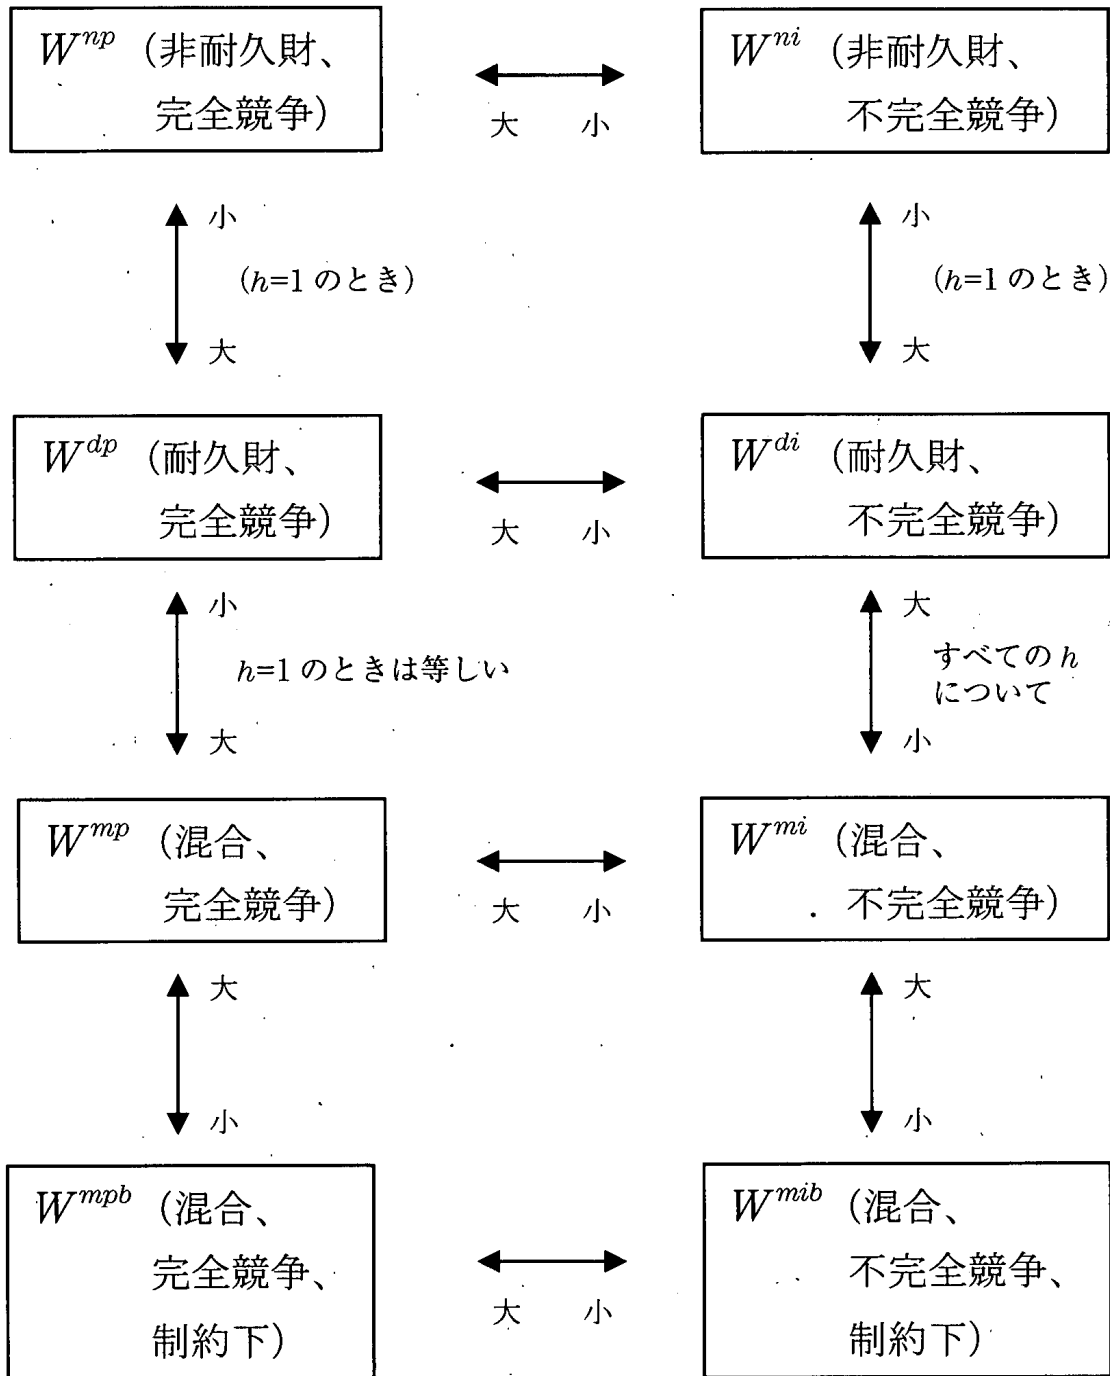 W^{np} (非耐久財、
完全競争)
大 小
W^{ni} (非耐久財、
不完全競争)
小
(h=1 のとき)
大
小
(h=1 のとき)
大
W^{dp} (耐久財、
完全競争)
大 小
W^{di} (耐久財、
不完全競争)
小
h=1 のときは等しい
大
大
すべての h
について
小
W^{mp} (混合、
完全競争)
大 小
W^{mi} (混合、
不完全競争)
大
小
大
小
W^{mpb} (混合、
完全競争、
制約下)
大 小
W^{mib} (混合、
不完全競争、
制約下)